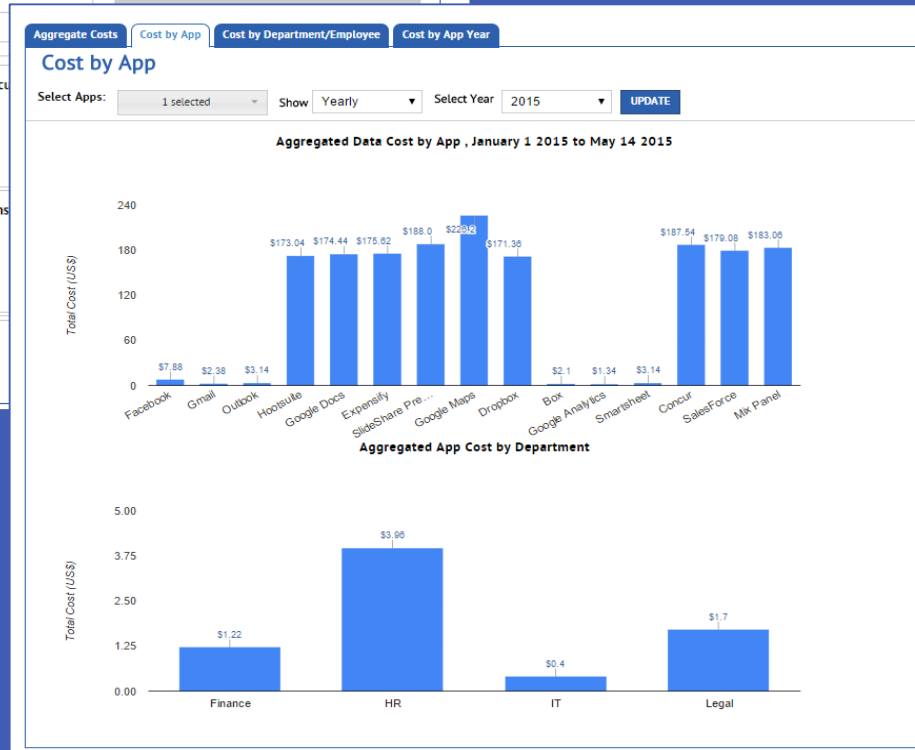 Aggregate Costs Cost by App Cost by Department/Employee Cost by App Year
Cost by App
Select Apps: 1 selected Show Yearly Select Year 2015 UPDATE
Aggregated Data Cost by App , January 1 2015 to May 14 2015
Total Cost (US$)
240
180
120
60
0
$7.88 $2.38 $3.14 $173.04 $174.44 $175.62 $188.0 $171.36 $2.1 $1.34 $3.14 $187.54 $179.08 $183.06
Facebook Gmail Outlook Hootsuite Google Docs Expensify SlideShare Pre... Google Maps Dropbox Box Google Analytics Smartsheet Concur SalesForce Mix Panel
Aggregated App Cost by Department
Total Cost (US$)
5.00
3.75
2.50
1.25
0.00
$1.22 $3.96 $0.4 $1.7
Finance HR IT Legal